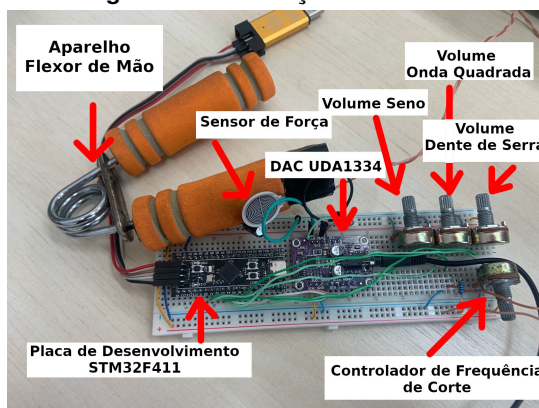 Aparelho
Flexor de Mão
Volume
Onda Quadrada
Volume Seno
Sensor de Força
Volume
Dente de Serra
DAC UDA1334
Placa de Desenvolvimento
STM32F411
Controlador de Frequência
de Corte